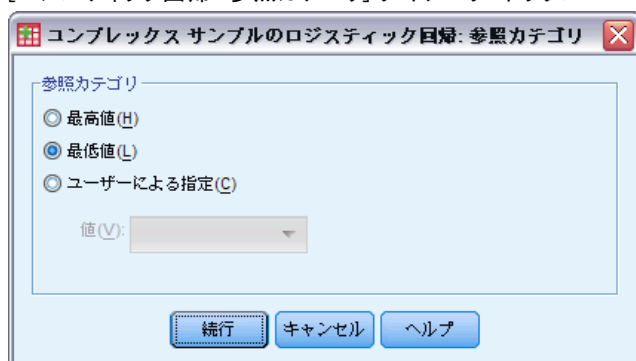 コンプレックス サンプルのロジスティック回帰: 参照カテゴリ
参照カテゴリ
最高値(H)
最低値(L)
ユーザーによる指定(C)
値(V):
続行 キャンセル ヘルプ